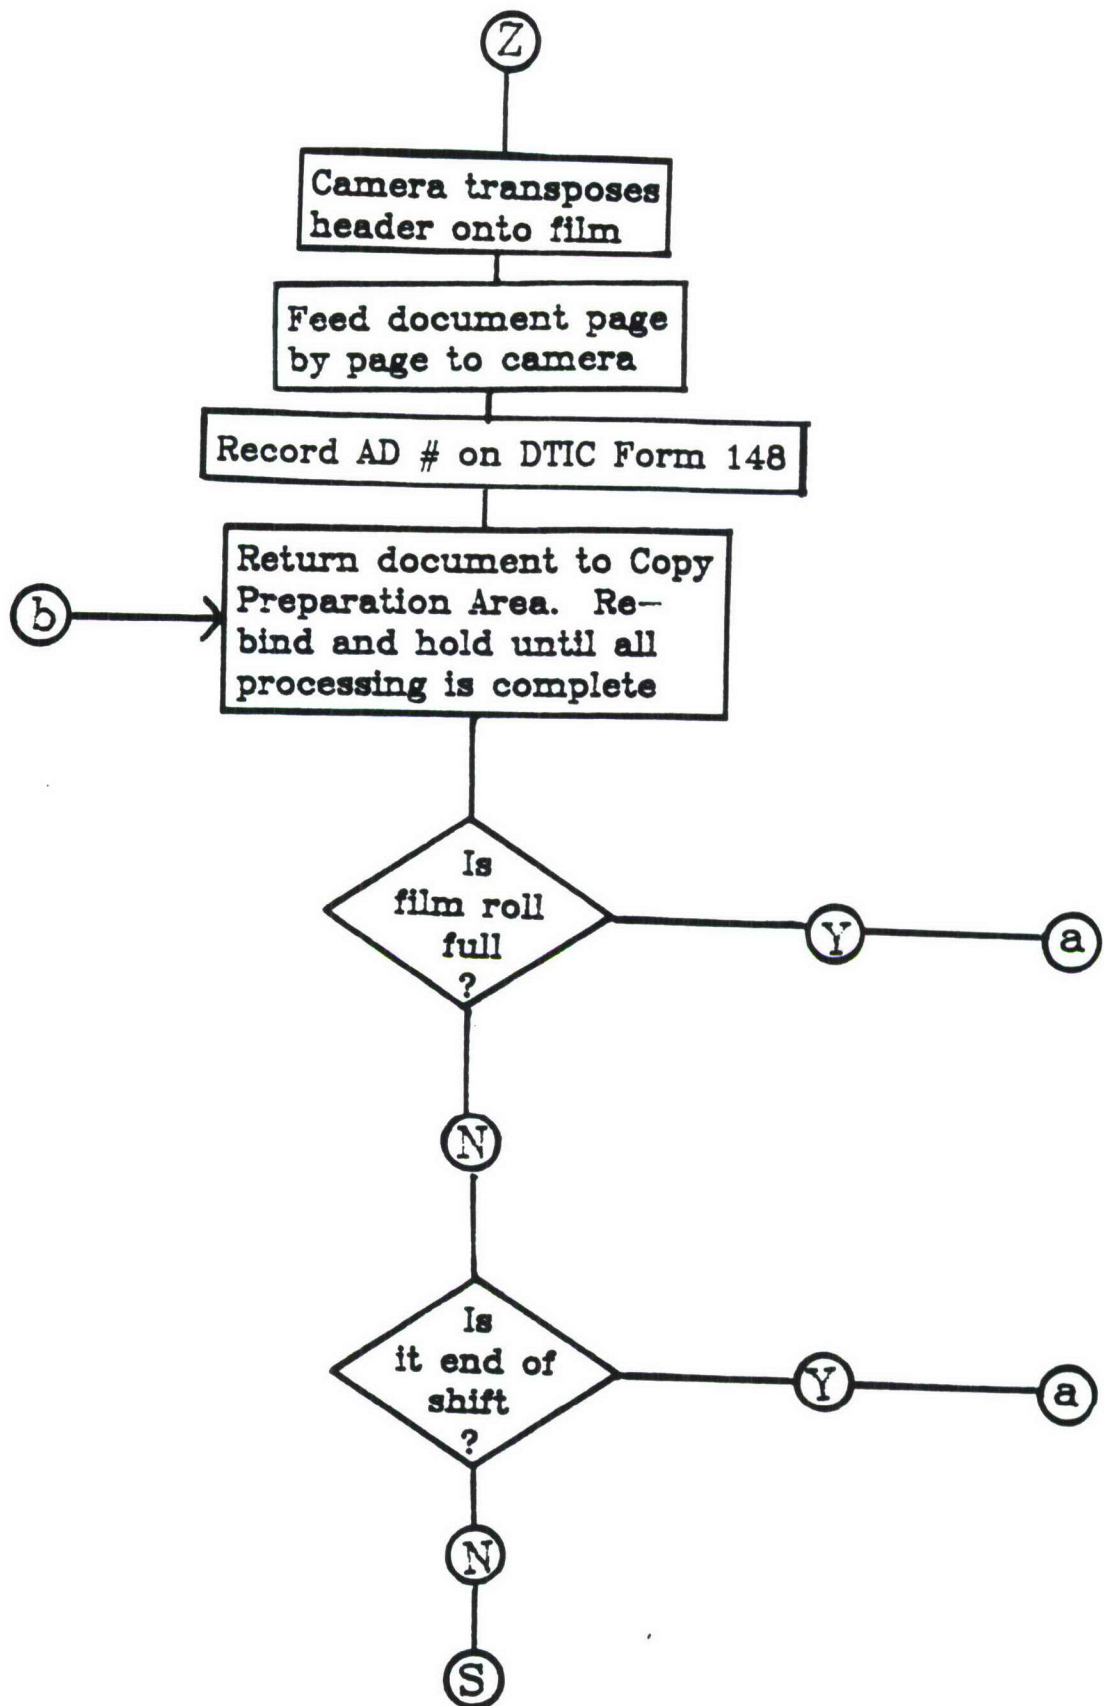 Z
Camera transposes
header onto film
Feed document page
by page to camera
Record AD # on DTIC Form 148
Return document to Copy
Preparation Area. Re-
bind and hold until all
processing is complete
b
Is
film roll
full
?
Y
a
N
Is
it end of
shift
?
Y
a
N
S